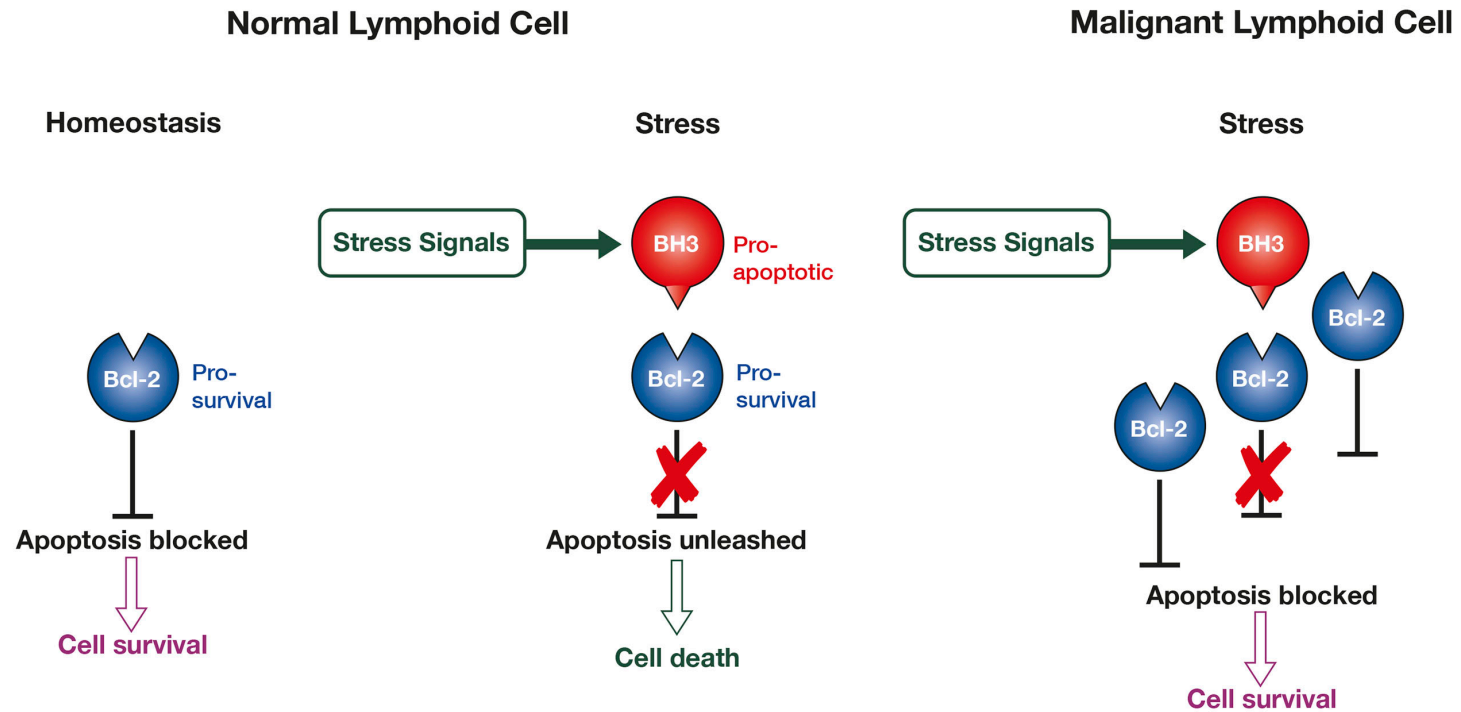 Normal Lymphoid Cell
Malignant Lymphoid Cell
Homeostasis
Stress
Stress
Stress Signals
BH3
Pro-
apoptotic
Stress Signals
BH3
Bcl-2
Pro-
survival
Bcl-2
Pro-
survival
Bcl-2
Bcl-2
Bcl-2
Apoptosis blocked
Apoptosis unleashed
Apoptosis blocked
Cell survival
Cell death
Cell survival